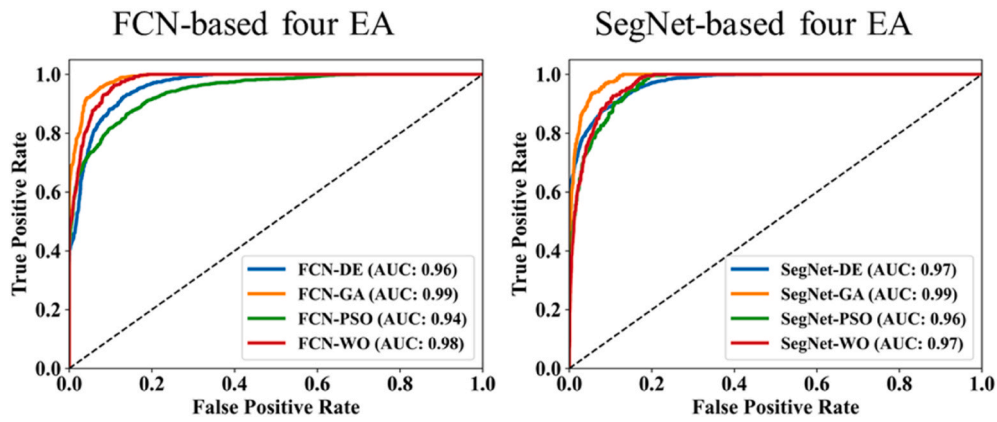 FCN-based four EA
1.0
0.8
0.6
0.4
0.2
0.0
True Positive Rate
FCN-DE (AUC: 0.96)
FCN-GA (AUC: 0.99)
FCN-PSO (AUC: 0.94)
FCN-WO (AUC: 0.98)
0.0 0.2 0.4 0.6 0.8 1.0
False Positive Rate
SegNet-based four EA
1.0
0.8
0.6
0.4
0.2
0.0
True Positive Rate
SegNet-DE (AUC: 0.97)
SegNet-GA (AUC: 0.99)
SegNet-PSO (AUC: 0.96)
SegNet-WO (AUC: 0.97)
0.0 0.2 0.4 0.6 0.8 1.0
False Positive Rate